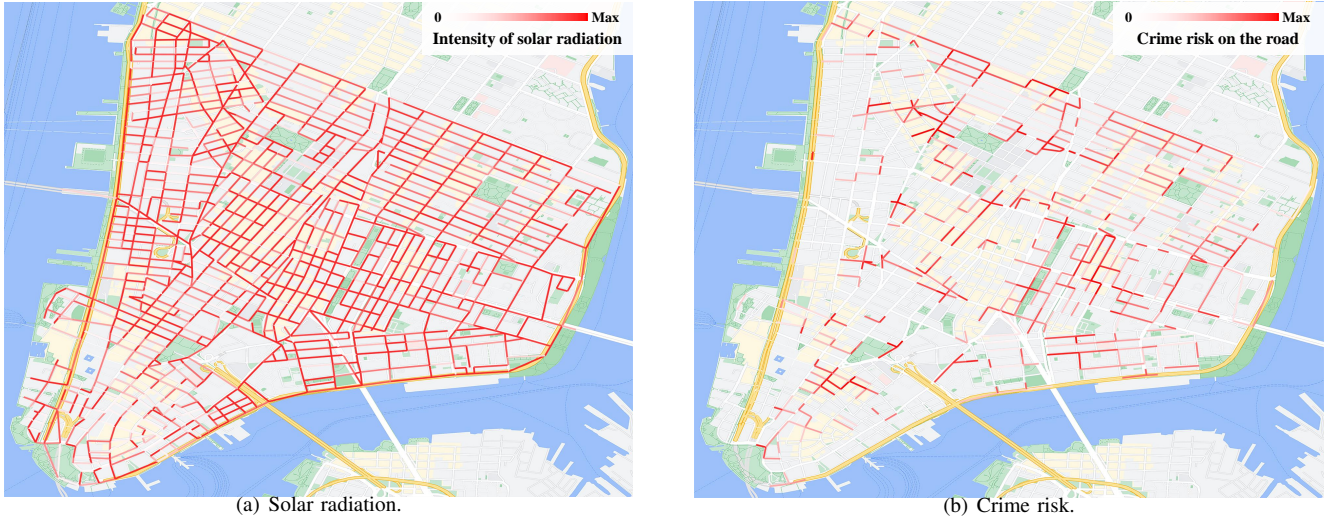 0 Max
Intensity of solar radiation
0 Max
Crime risk on the road
(a) Solar radiation.
(b) Crime risk.